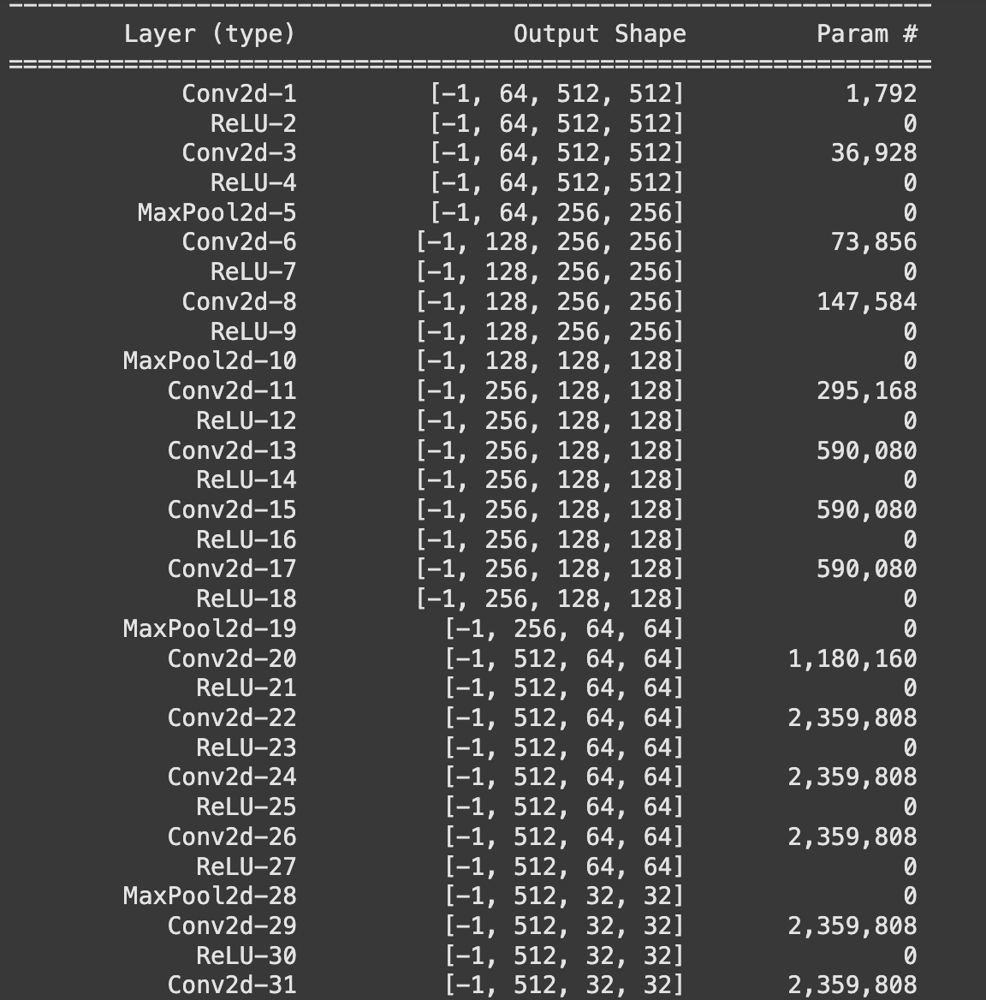 ----------------------------------------------------------------
Layer (type) Output Shape Param #
================================================================
Conv2d-1 [-1, 64, 512, 512] 1,792
ReLU-2 [-1, 64, 512, 512] 0
Conv2d-3 [-1, 64, 512, 512] 36,928
ReLU-4 [-1, 64, 512, 512] 0
MaxPool2d-5 [-1, 64, 256, 256] 0
Conv2d-6 [-1, 128, 256, 256] 73,856
ReLU-7 [-1, 128, 256, 256] 0
Conv2d-8 [-1, 128, 256, 256] 147,584
ReLU-9 [-1, 128, 256, 256] 0
MaxPool2d-10 [-1, 128, 128, 128] 0
Conv2d-11 [-1, 256, 128, 128] 295,168
ReLU-12 [-1, 256, 128, 128] 0
Conv2d-13 [-1, 256, 128, 128] 590,080
ReLU-14 [-1, 256, 128, 128] 0
Conv2d-15 [-1, 256, 128, 128] 590,080
ReLU-16 [-1, 256, 128, 128] 0
Conv2d-17 [-1, 256, 128, 128] 590,080
ReLU-18 [-1, 256, 128, 128] 0
MaxPool2d-19 [-1, 256, 64, 64] 0
Conv2d-20 [-1, 512, 64, 64] 1,180,160
ReLU-21 [-1, 512, 64, 64] 0
Conv2d-22 [-1, 512, 64, 64] 2,359,808
ReLU-23 [-1, 512, 64, 64] 0
Conv2d-24 [-1, 512, 64, 64] 2,359,808
ReLU-25 [-1, 512, 64, 64] 0
Conv2d-26 [-1, 512, 64, 64] 2,359,808
ReLU-27 [-1, 512, 64, 64] 0
MaxPool2d-28 [-1, 512, 32, 32] 0
Conv2d-29 [-1, 512, 32, 32] 2,359,808
ReLU-30 [-1, 512, 32, 32] 0
Conv2d-31 [-1, 512, 32, 32] 2,359,808